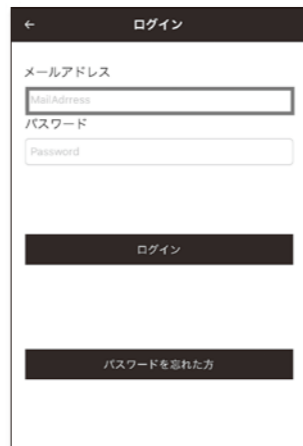 ← ログイン
メールアドレス
MailAdrress
パスワード
Password
ログイン
パスワードを忘れた方